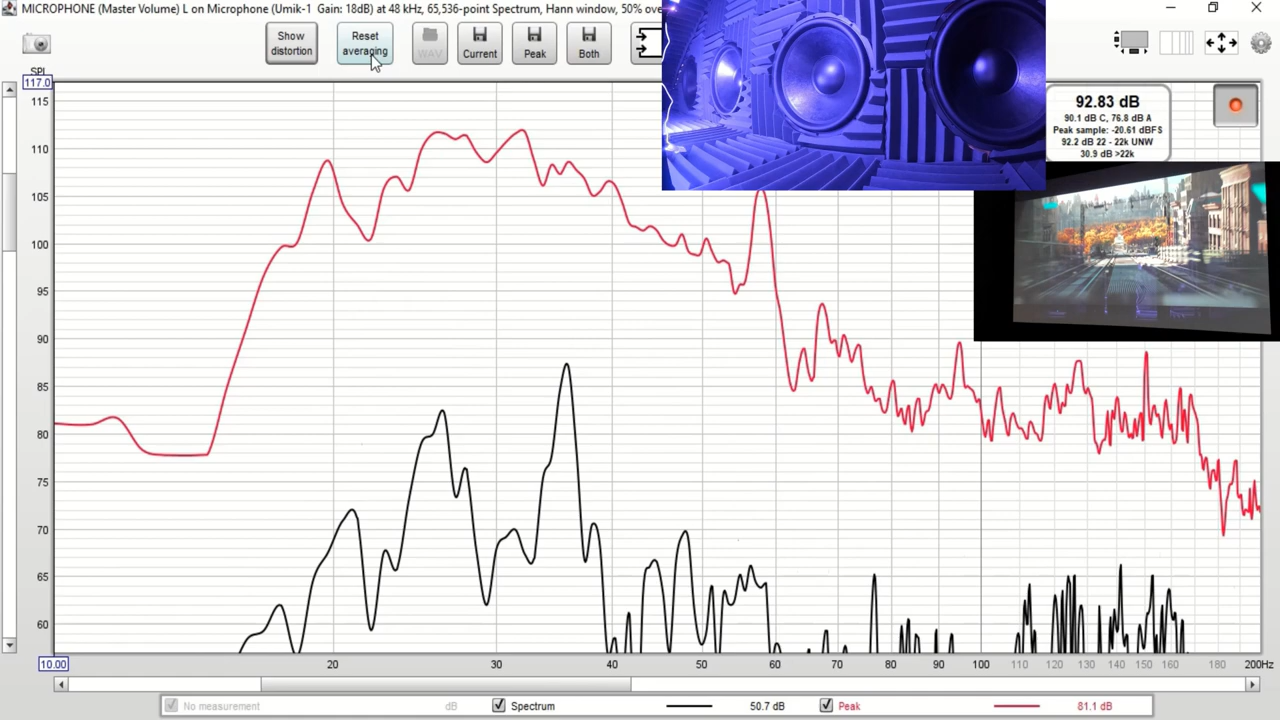 MICROPHONE (Master Volume) L on Microphone (Umik-1 Gain: 18dB) at 48 kHz, 65,536-point Spectrum, Hann window, 50% ove
Show distortion
Reset averaging
WAV
Current
Peak
Both
SPL
117.0
92.83 dB
90.1 dB C, 76.8 dB A
Peak sample: -20.61 dBFS
92.2 dB 22 - 22k UNW
30.9 dB >22k
115
110
105
100
95
90
85
80
75
70
65
60
10.00 20 30 40 50 60 70 80 90 100 110 120 130 140 150 160 180 200Hz
No measurement dB Spectrum 50.7 dB Peak 81.1 dB